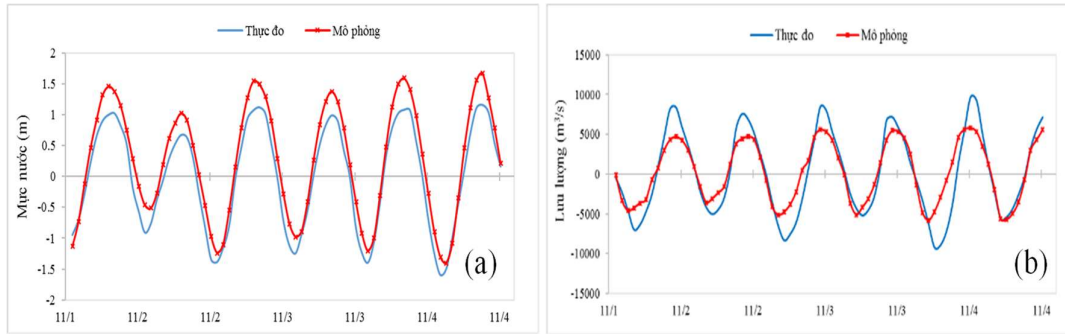 Thực đo Mô phỏng
Mực nước (m)
2
1.5
1
0.5
0
-0.5
-1
-1.5
-2
11/1 11/2 11/2 11/3 11/3 11/4 11/4
(a)
Thực đo Mô phỏng
Lưu lượng (m³/s)
15000
10000
5000
0
-5000
-10000
-15000
11/1 11/2 11/2 11/3 11/3 11/4 11/4
(b)